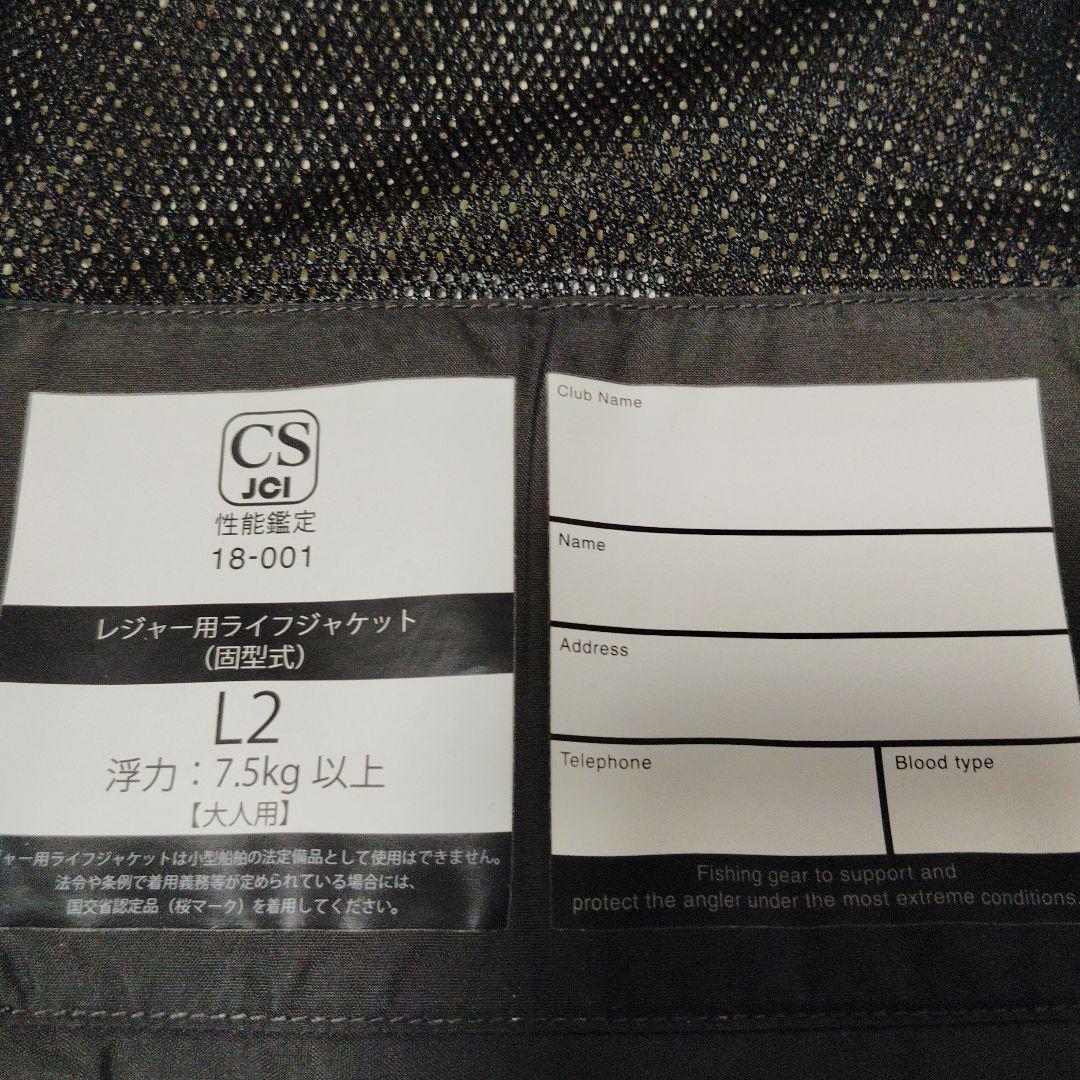 CS
JCI
性能鑑定
18-001
レジャー用ライフジャケット
（固型式）
L2
浮力：7.5kg 以上
【大人用】
ャー用ライフジャケットは小型船舶の法定備品として使用はできません。
法令や条例で着用義務等が定められている場合には、
国交省認定品（桜マーク）を着用してください。
Club Name
Name
Address
Telephone
Blood type
Fishing gear to support and
protect the angler under the most extreme conditions.